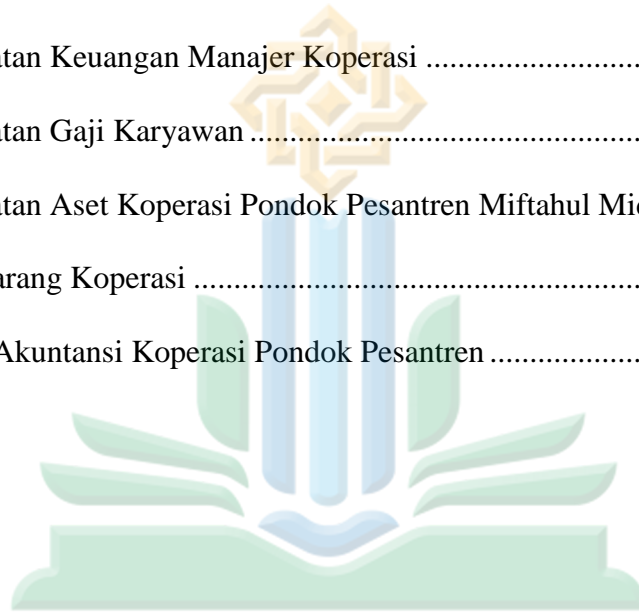 atan Keuangan Manajer Koperasi ..........................
atan Gaji Karyawan ................................................
atan Aset Koperasi Pondok Pesantren Miftahul Mid
arang Koperasi ........................................................
Akuntansi Koperasi Pondok Pesantren ...................